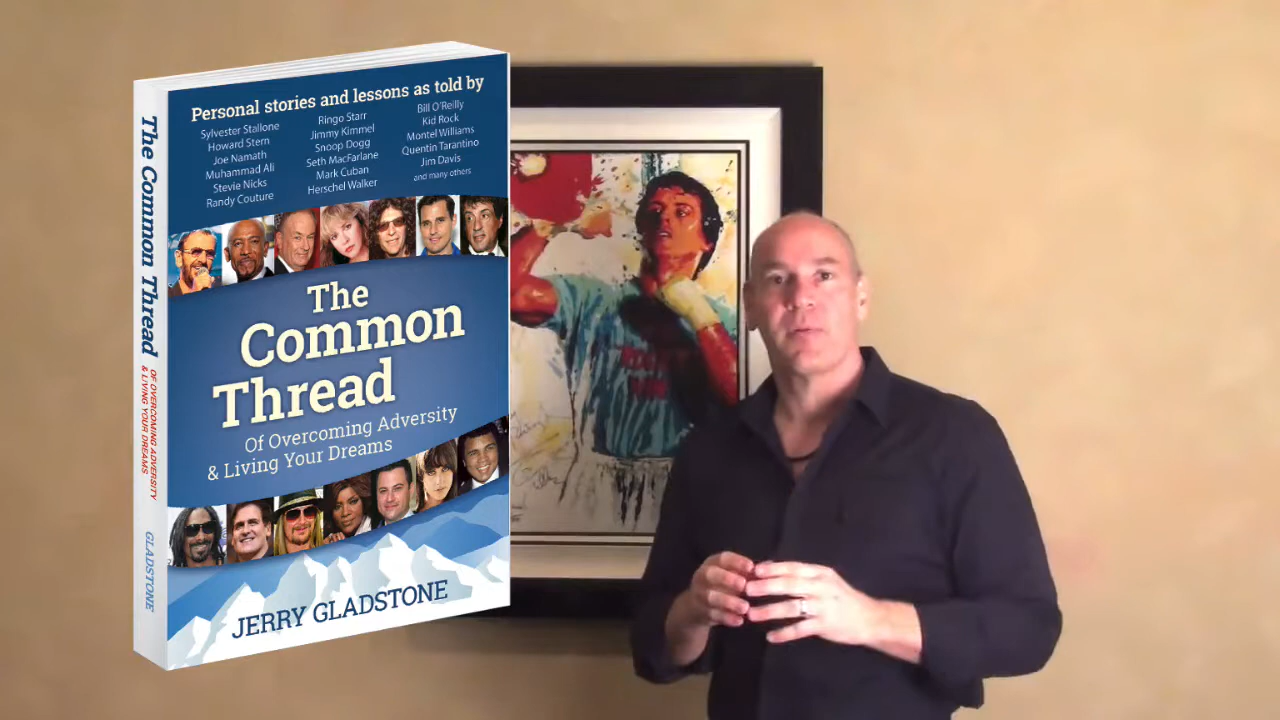 Personal stories and lessons as told by
Sylvester Stallone
Howard Stern
Joe Namath
Muhammad Ali
Stevie Nicks
Randy Couture
Ringo Starr
Jimmy Kimmel
Snoop Dogg
Seth MacFarlane
Mark Cuban
Herschel Walker
Bill O'Reilly
Kid Rock
Montel Williams
Quentin Tarantino
Jim Davis
and many others
The
Common
Thread
Of Overcoming Adversity
& Living Your Dreams
JERRY GLADSTONE
The Common Thread
OF OVERCOMING ADVERSITY
& LIVING YOUR DREAMS
GLADSTONE